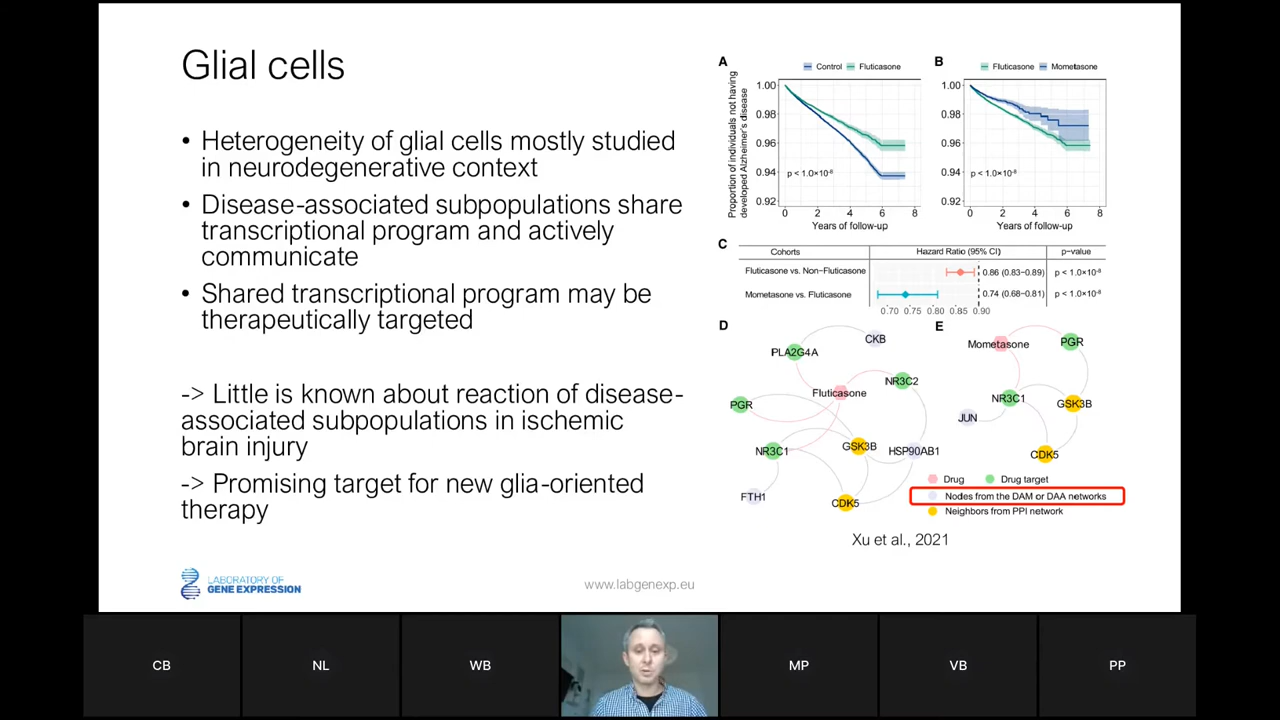 Glial cells
• Heterogeneity of glial cells mostly studied
in neurodegenerative context
• Disease-associated subpopulations share
transcriptional program and actively
communicate
• Shared transcriptional program may be
therapeutically targeted
-> Little is known about reaction of disease-
associated subpopulations in ischemic
brain injury
-> Promising target for new glia-oriented
therapy
A
Control Fluticasone
Proportion of individuals not having
developed Alzheimer's disease
1.00
0.98
0.96
0.94
0.92
p < 1.0×10⁻⁸
0 2 4 6 8
Years of follow-up
B
Fluticasone Mometasone
1.00
0.98
0.96
0.94
0.92
p < 1.0×10⁻⁸
0 2 4 6 8
Years of follow-up
C
Cohorts Hazard Ratio (95% CI) p-value
Fluticasone vs. Non-Fluticasone 0.86 (0.83-0.89) p < 1.0×10⁻⁸
Mometasone vs. Fluticasone 0.74 (0.68-0.81) p < 1.0×10⁻⁸
0.70 0.75 0.80 0.85 0.90
D
CKB
PLA2G4A
NR3C2
Fluticasone
PGR
NR3C1
GSK3B
HSP90AB1
FTH1
CDK5
E
Mometasone
PGR
NR3C1
GSK3B
JUN
CDK5
Drug Drug target
Nodes from the DAM or DAA networks
Neighbors from PPI network
Xu et al., 2021
LABORATORY OF
GENE EXPRESSION
www.labgenexp.eu
CB NL WB MP VB PP